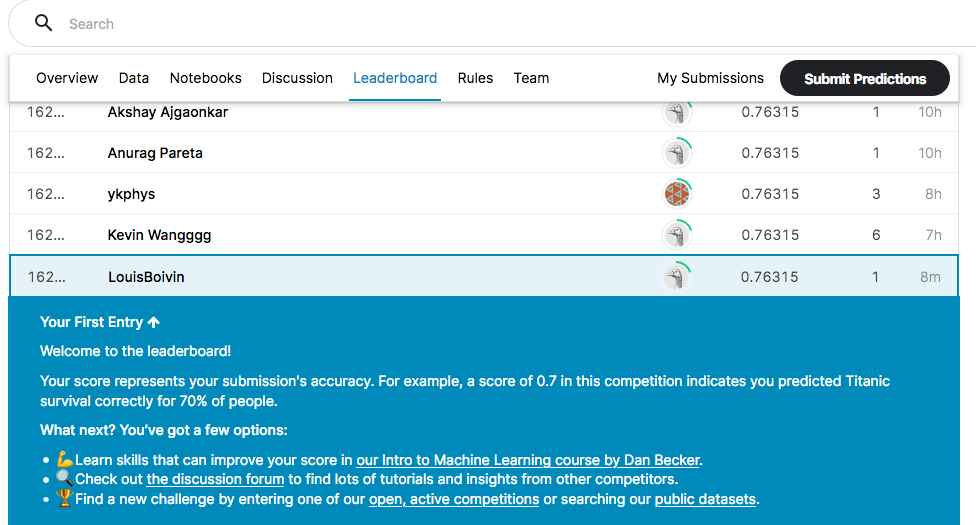 Search
Overview Data Notebooks Discussion Leaderboard Rules Team My Submissions Submit Predictions
162... Akshay Ajgaonkar 0.76315 1 10h
162... Anurag Pareta 0.76315 1 10h
162... ykphys 0.76315 3 8h
162... Kevin Wangggg 0.76315 6 7h
162... LouisBoivin 0.76315 1 8m
Your First Entry ↑
Welcome to the leaderboard!
Your score represents your submission's accuracy. For example, a score of 0.7 in this competition indicates you predicted Titanic
survival correctly for 70% of people.
What next? You've got a few options:
• 💪Learn skills that can improve your score in our Intro to Machine Learning course by Dan Becker.
• 🔍Check out the discussion forum to find lots of tutorials and insights from other competitors.
• 🏆Find a new challenge by entering one of our open, active competitions or searching our public datasets.